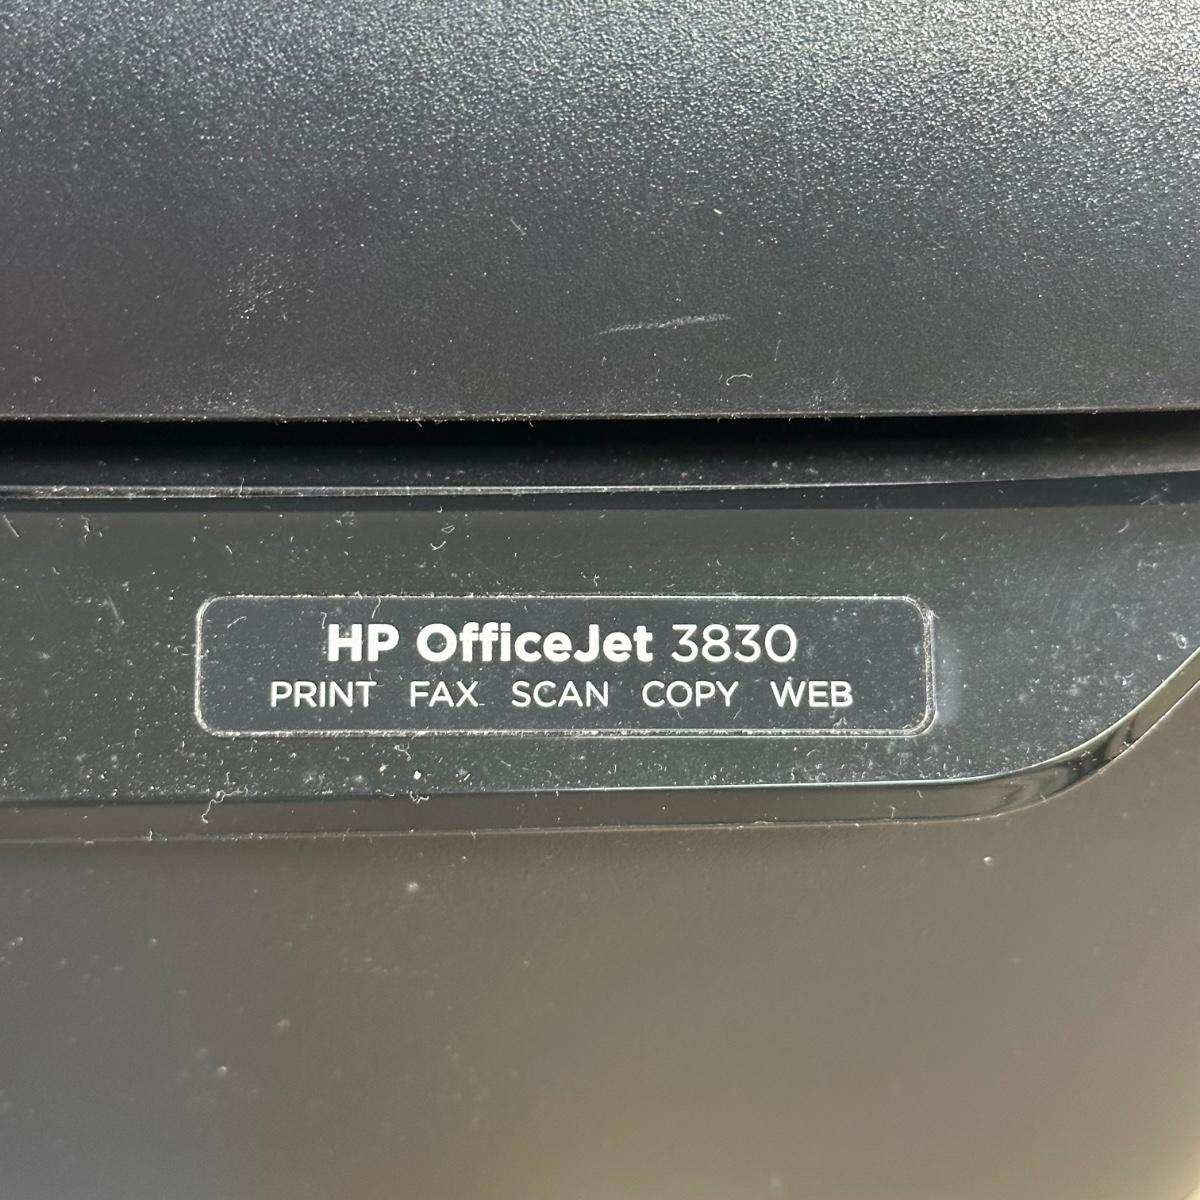 HP OfficeJet 3830
PRINT FAX SCAN COPY WEB